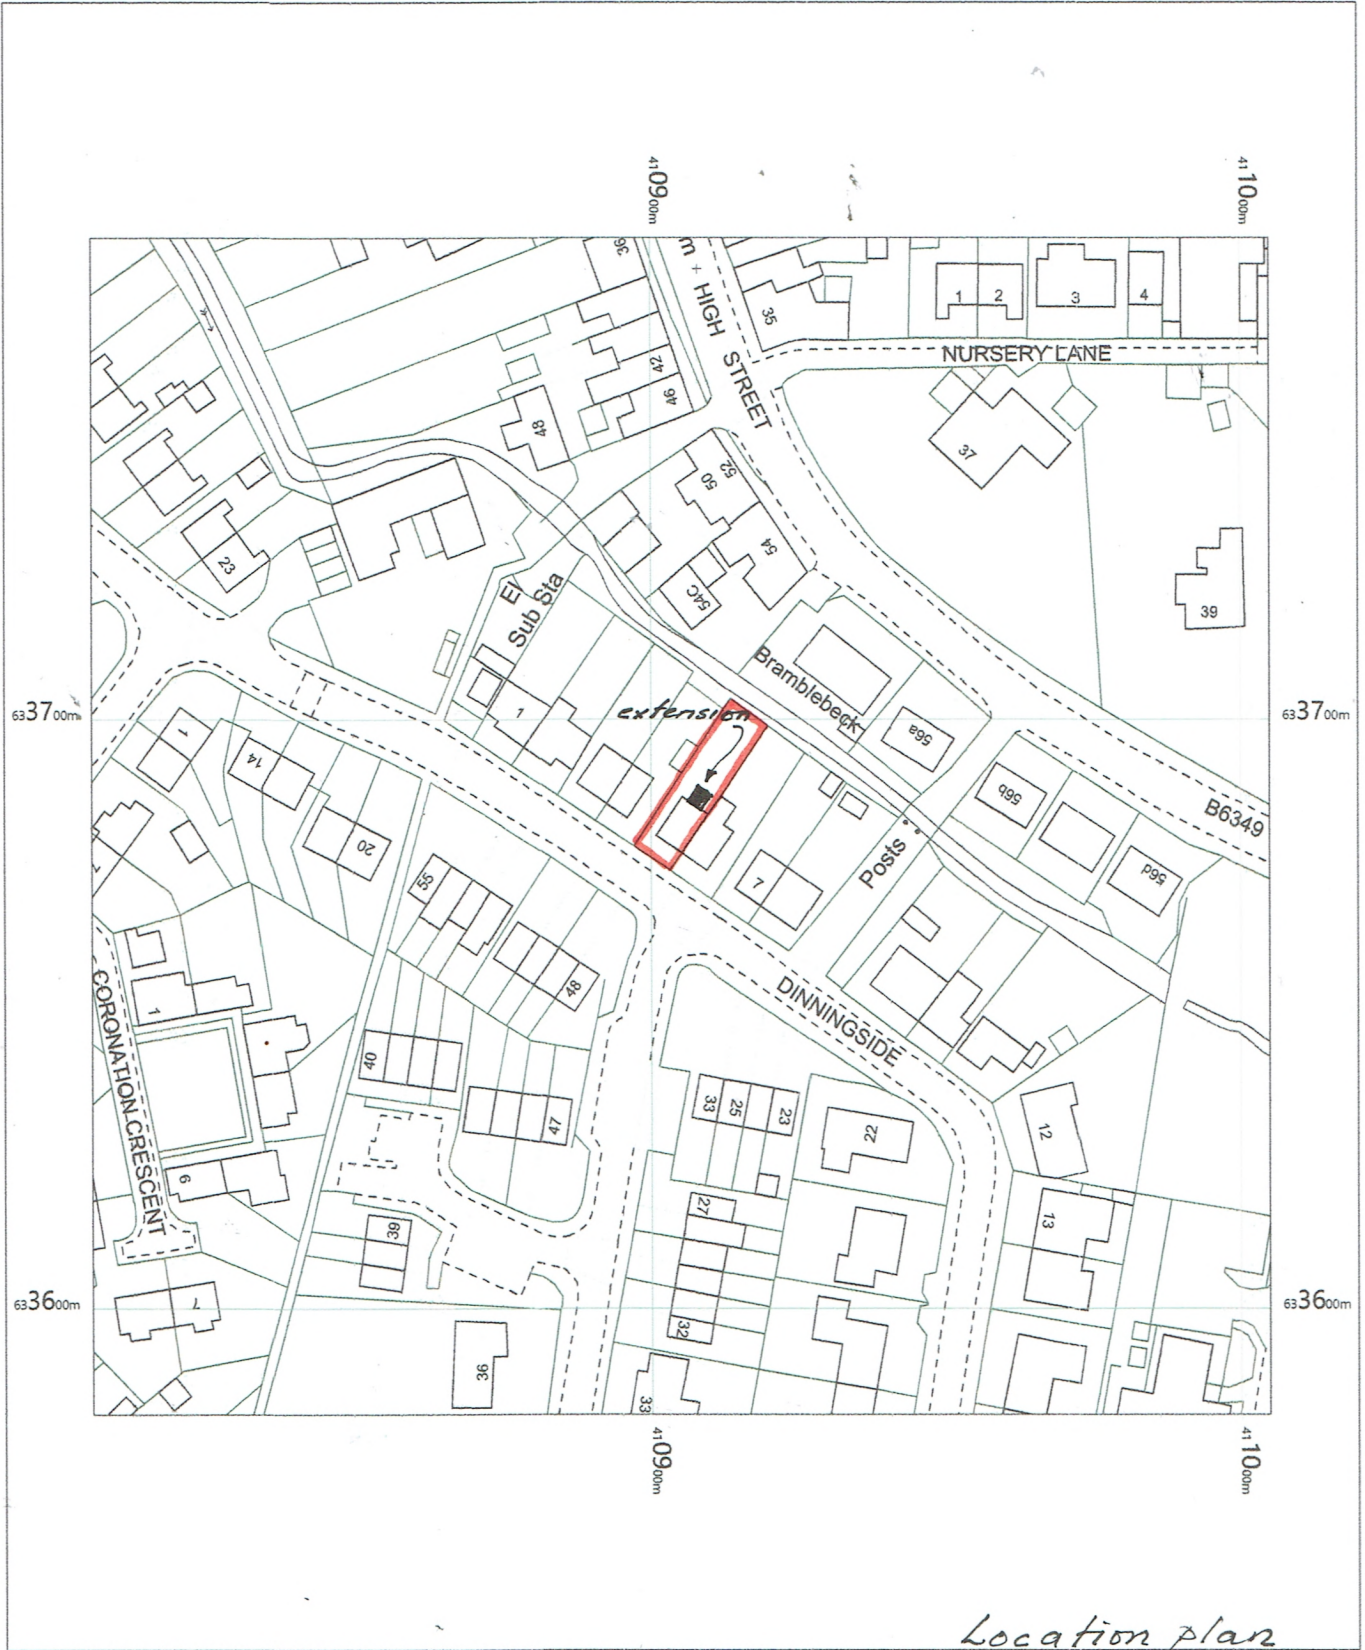 4109 00m
4110 00m
36
m + HIGH STREET
35
1
2
3
4
NURSERY LANE
42
46
48
37
52
50
54
54C
39
23
El
Sub Sta
Bramblebeck
1
extension
6337 00m
6337 00m
56a
56b
56d
B6349
1
14
20
7
Posts
55
48
DINNINGSIDE
CORONATION CRESCENT
1
40
47
33
25
23
22
12
6
39
27
13
7
32
6336 00m
6336 00m
36
33
4109 00m
4110 00m
Location plan